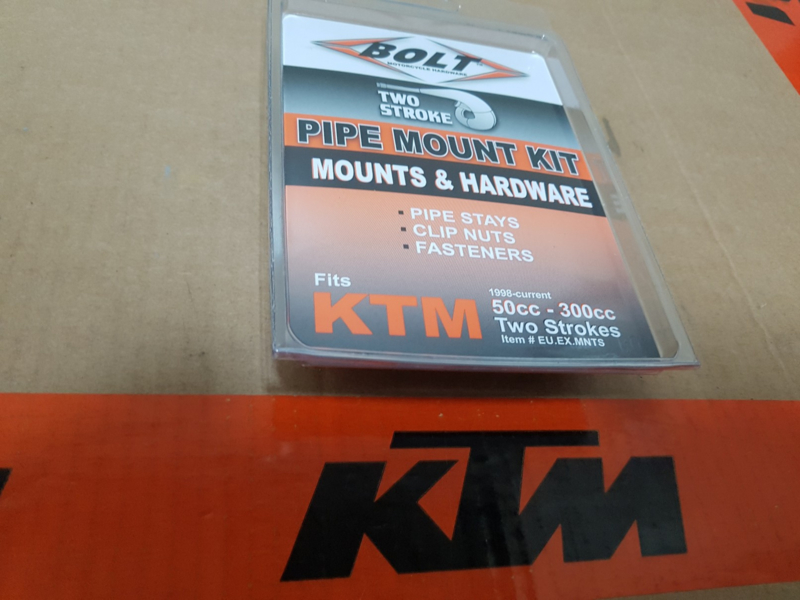 BOLT
MOTORCYCLE HARDWARE
TWO
STROKE
PIPE MOUNT KIT
MOUNTS & HARDWARE
▪ PIPE STAYS
▪ CLIP NUTS
▪ FASTENERS
Fits
KTM
1998-current
50cc - 300cc
Two Strokes
Item # EU.EX.MNTS
KTM